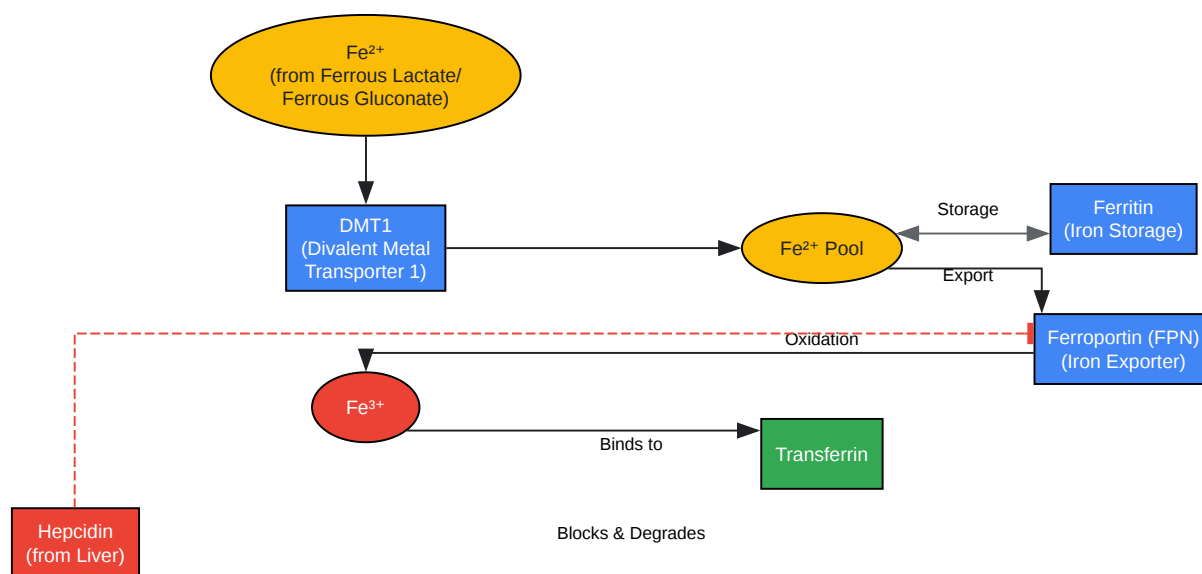 Fe²⁺
(from Ferrous Lactate/
Ferrous Gluconate)
DMT1
(Divalent Metal
Transporter 1)
Fe²⁺ Pool
Storage
Ferritin
(Iron Storage)
Export
Ferroportin (FPN)
(Iron Exporter)
Oxidation
Fe³⁺
Binds to
Transferrin
Hepcidin
(from Liver)
Blocks & Degrades